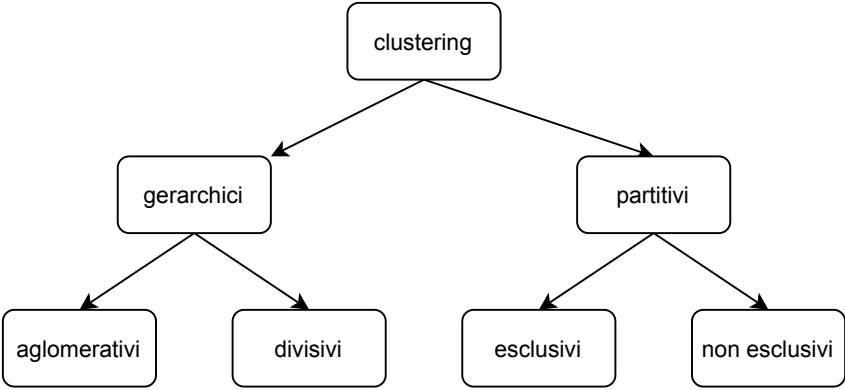 clustering
gerarchici
partitivi
aglomerativi
divisivi
esclusivi
non esclusivi